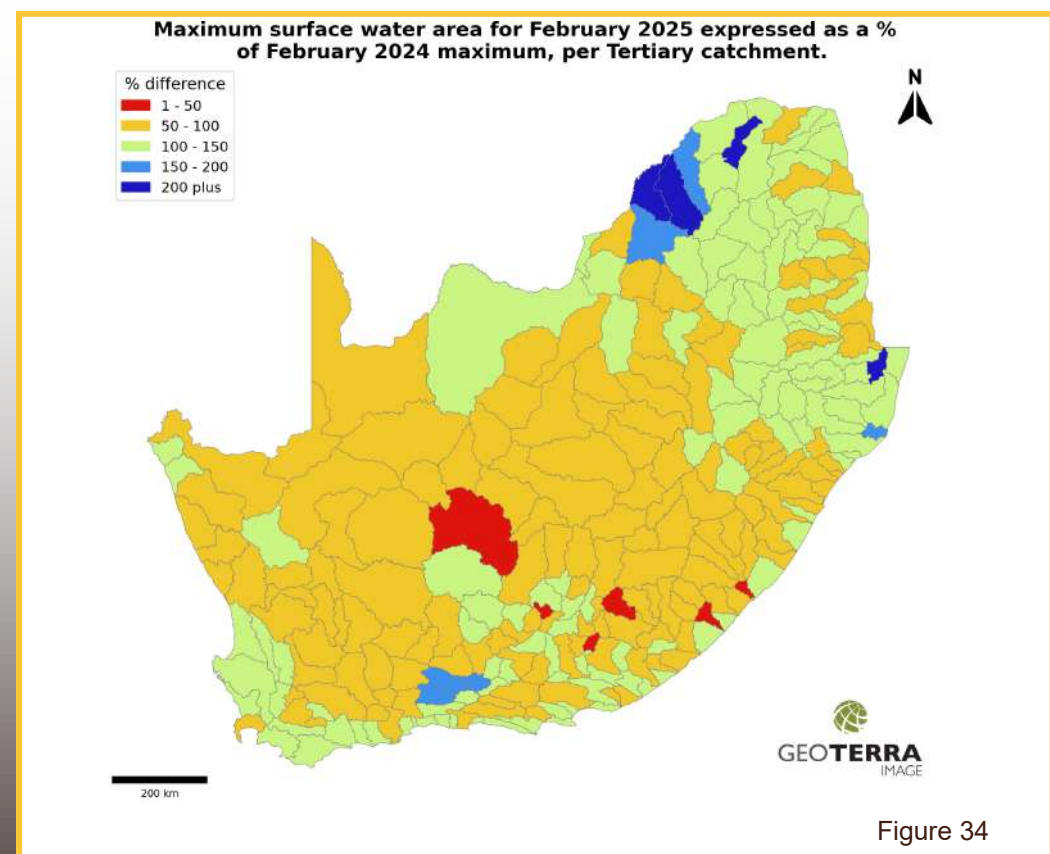 Maximum surface water area for February 2025 expressed as a %
of February 2024 maximum, per Tertiary catchment.
% difference
1 - 50
50 - 100
100 - 150
150 - 200
200 plus
N
200 km
GEOTERRA
IMAGE
Figure 34